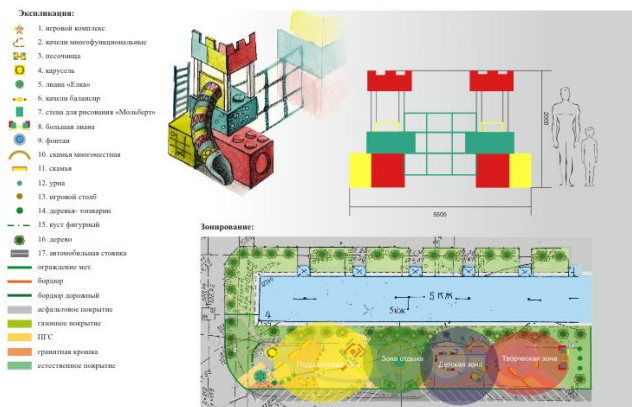 Экспликация:
1. игровой комплекс
2. качели многофункциональные
3. песочница
4. карусель
5. лиана «Елка»
6. качели балансир
7. стена для рисования «Мольберт»
8. большая лиана
9. фонтан
10. скамья многоместная
11. скамья
12. урна
13. игровой столб
14. деревья- топиарии
15. куст фигурный
16. дерево
17. автомобильная стоянка
ограждение мет.
бордюр
бордюр дорожный
асфальтовое покрытие
газонное покрытие
ПГС
гранитная крошка
естественное покрытие
5500
Зонирование:
5 КЖ
5КЖ
Зона отдыха
Детская зона
Творческая зона